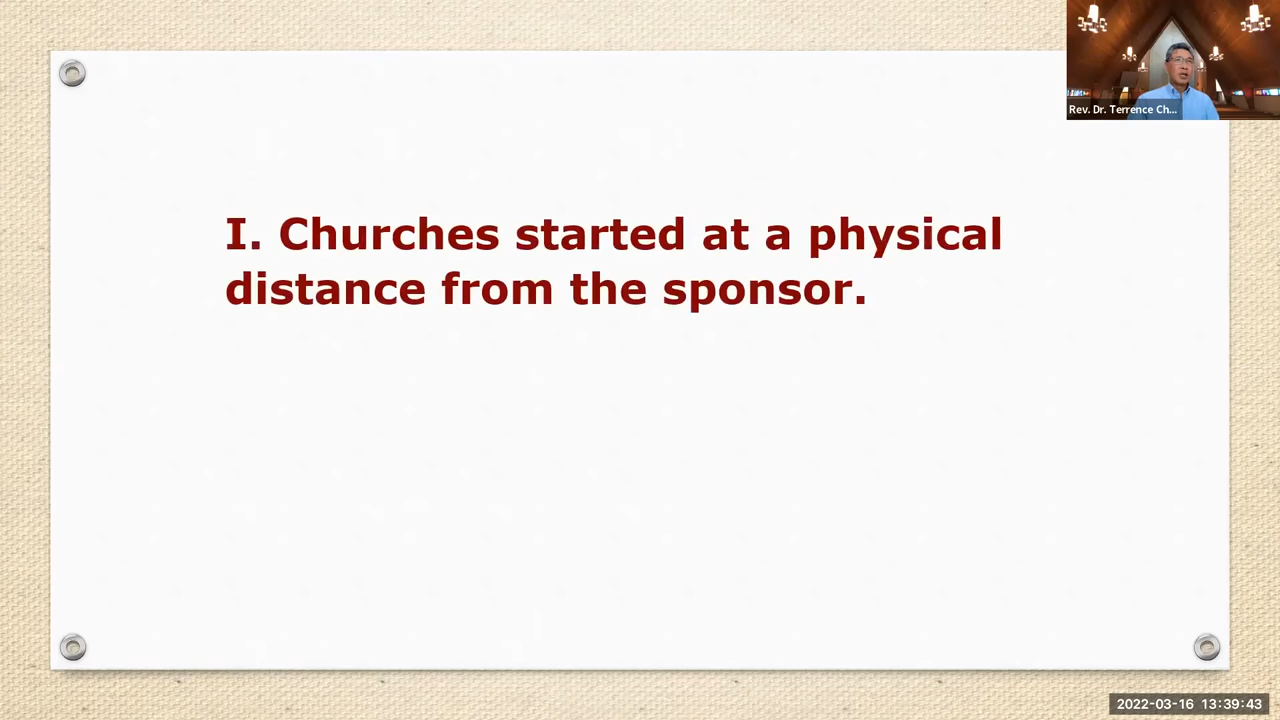 Rev. Dr. Terrence Ch...
I. Churches started at a physical
distance from the sponsor.
2022-03-16 13:39:43